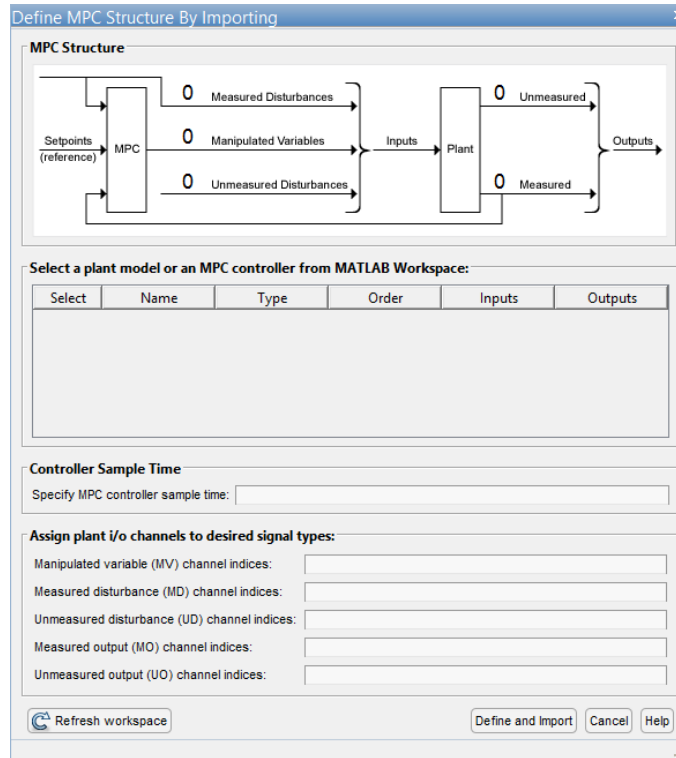 Define MPC Structure By Importing
MPC Structure
0 Measured Disturbances
0 Unmeasured
Setpoints
(reference)
MPC
0 Manipulated Variables
Inputs
Plant
Outputs
0 Unmeasured Disturbances
0 Measured
Select a plant model or an MPC controller from MATLAB Workspace:
Select Name Type Order Inputs Outputs
Controller Sample Time
Specify MPC controller sample time:
Assign plant i/o channels to desired signal types:
Manipulated variable (MV) channel indices:
Measured disturbance (MD) channel indices:
Unmeasured disturbance (UD) channel indices:
Measured output (MO) channel indices:
Unmeasured output (UO) channel indices:
Refresh workspace Define and Import Cancel Help